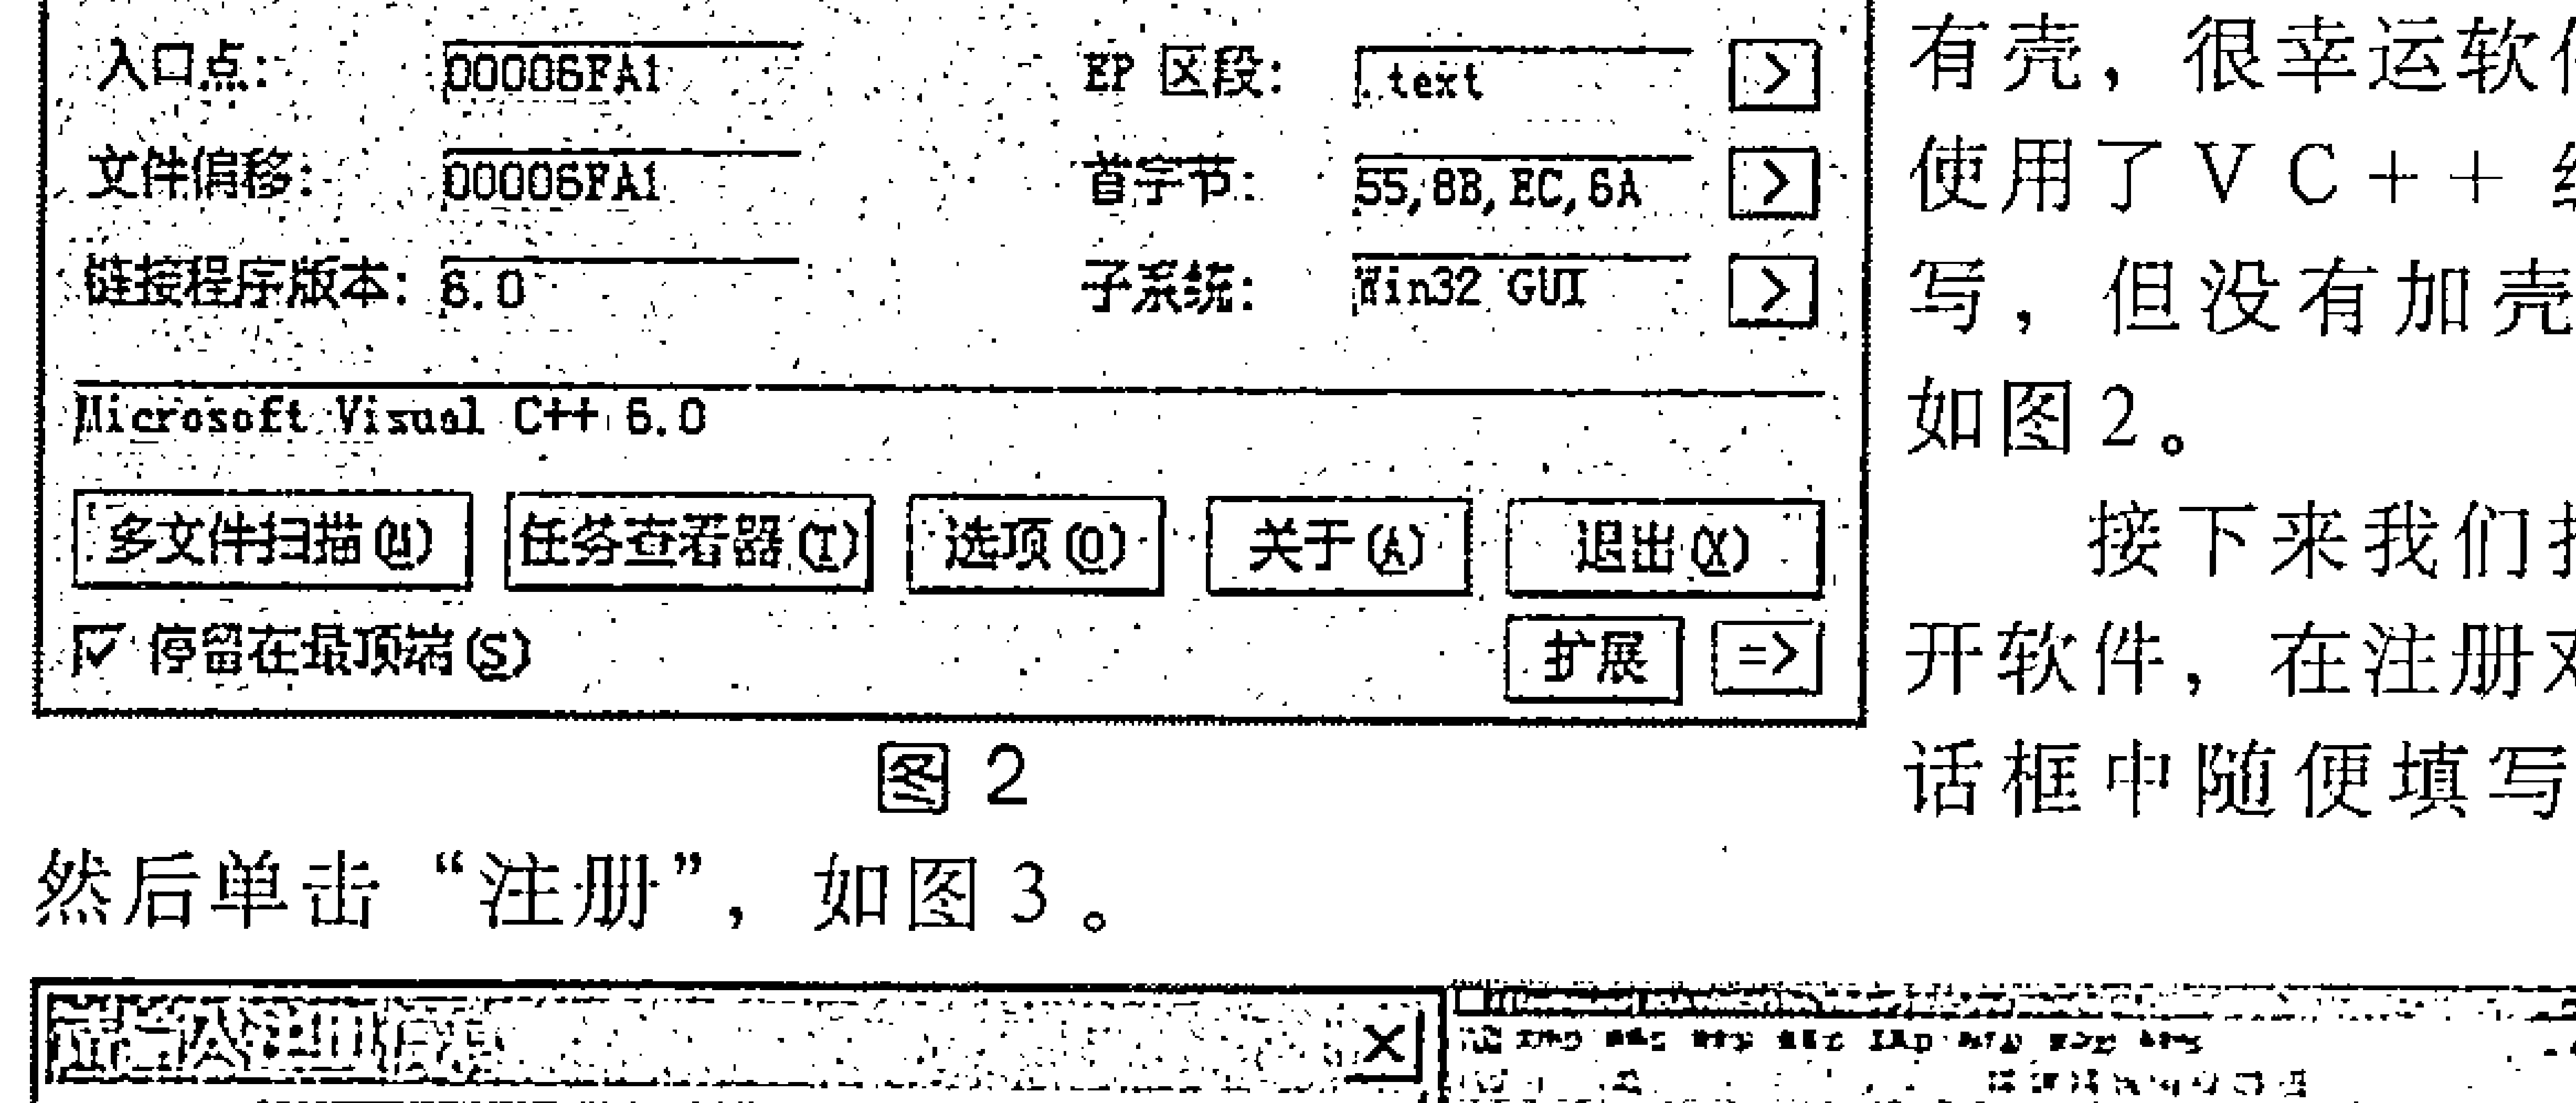 入口点: 00006FA1 EP 区段: .text >
文件偏移: 00006FA1 首字节: 55,8B,EC,6A >
链接程序版本: 6.0 子系统: Win32 GUI >
Microsoft Visual C++ 6.0
多文件扫描(M) 任务查看器(T) 选项(O) 关于(A) 退出(X)
停留在最顶端(S) 扩展 =>
图 2
有壳，很幸运软
使用了VC++
写，但没有加壳
如图2。
接下来我们
开软件，在注册
话框中随便填写
然后单击“注册”，如图3。